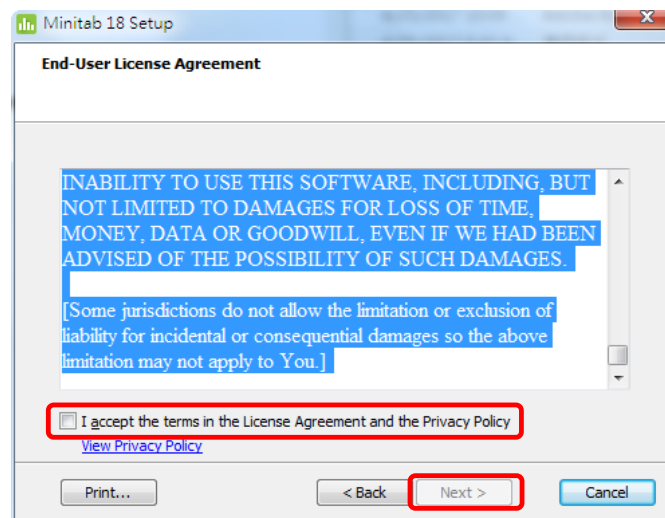 Minitab 18 Setup
End-User License Agreement
INABILITY TO USE THIS SOFTWARE, INCLUDING, BUT
NOT LIMITED TO DAMAGES FOR LOSS OF TIME,
MONEY, DATA OR GOODWILL, EVEN IF WE HAD BEEN
ADVISED OF THE POSSIBILITY OF SUCH DAMAGES.
[Some jurisdictions do not allow the limitation or exclusion of
liability for incidental or consequential damages so the above
limitation may not apply to You.]
I accept the terms in the License Agreement and the Privacy Policy
View Privacy Policy
Print... < Back Next > Cancel